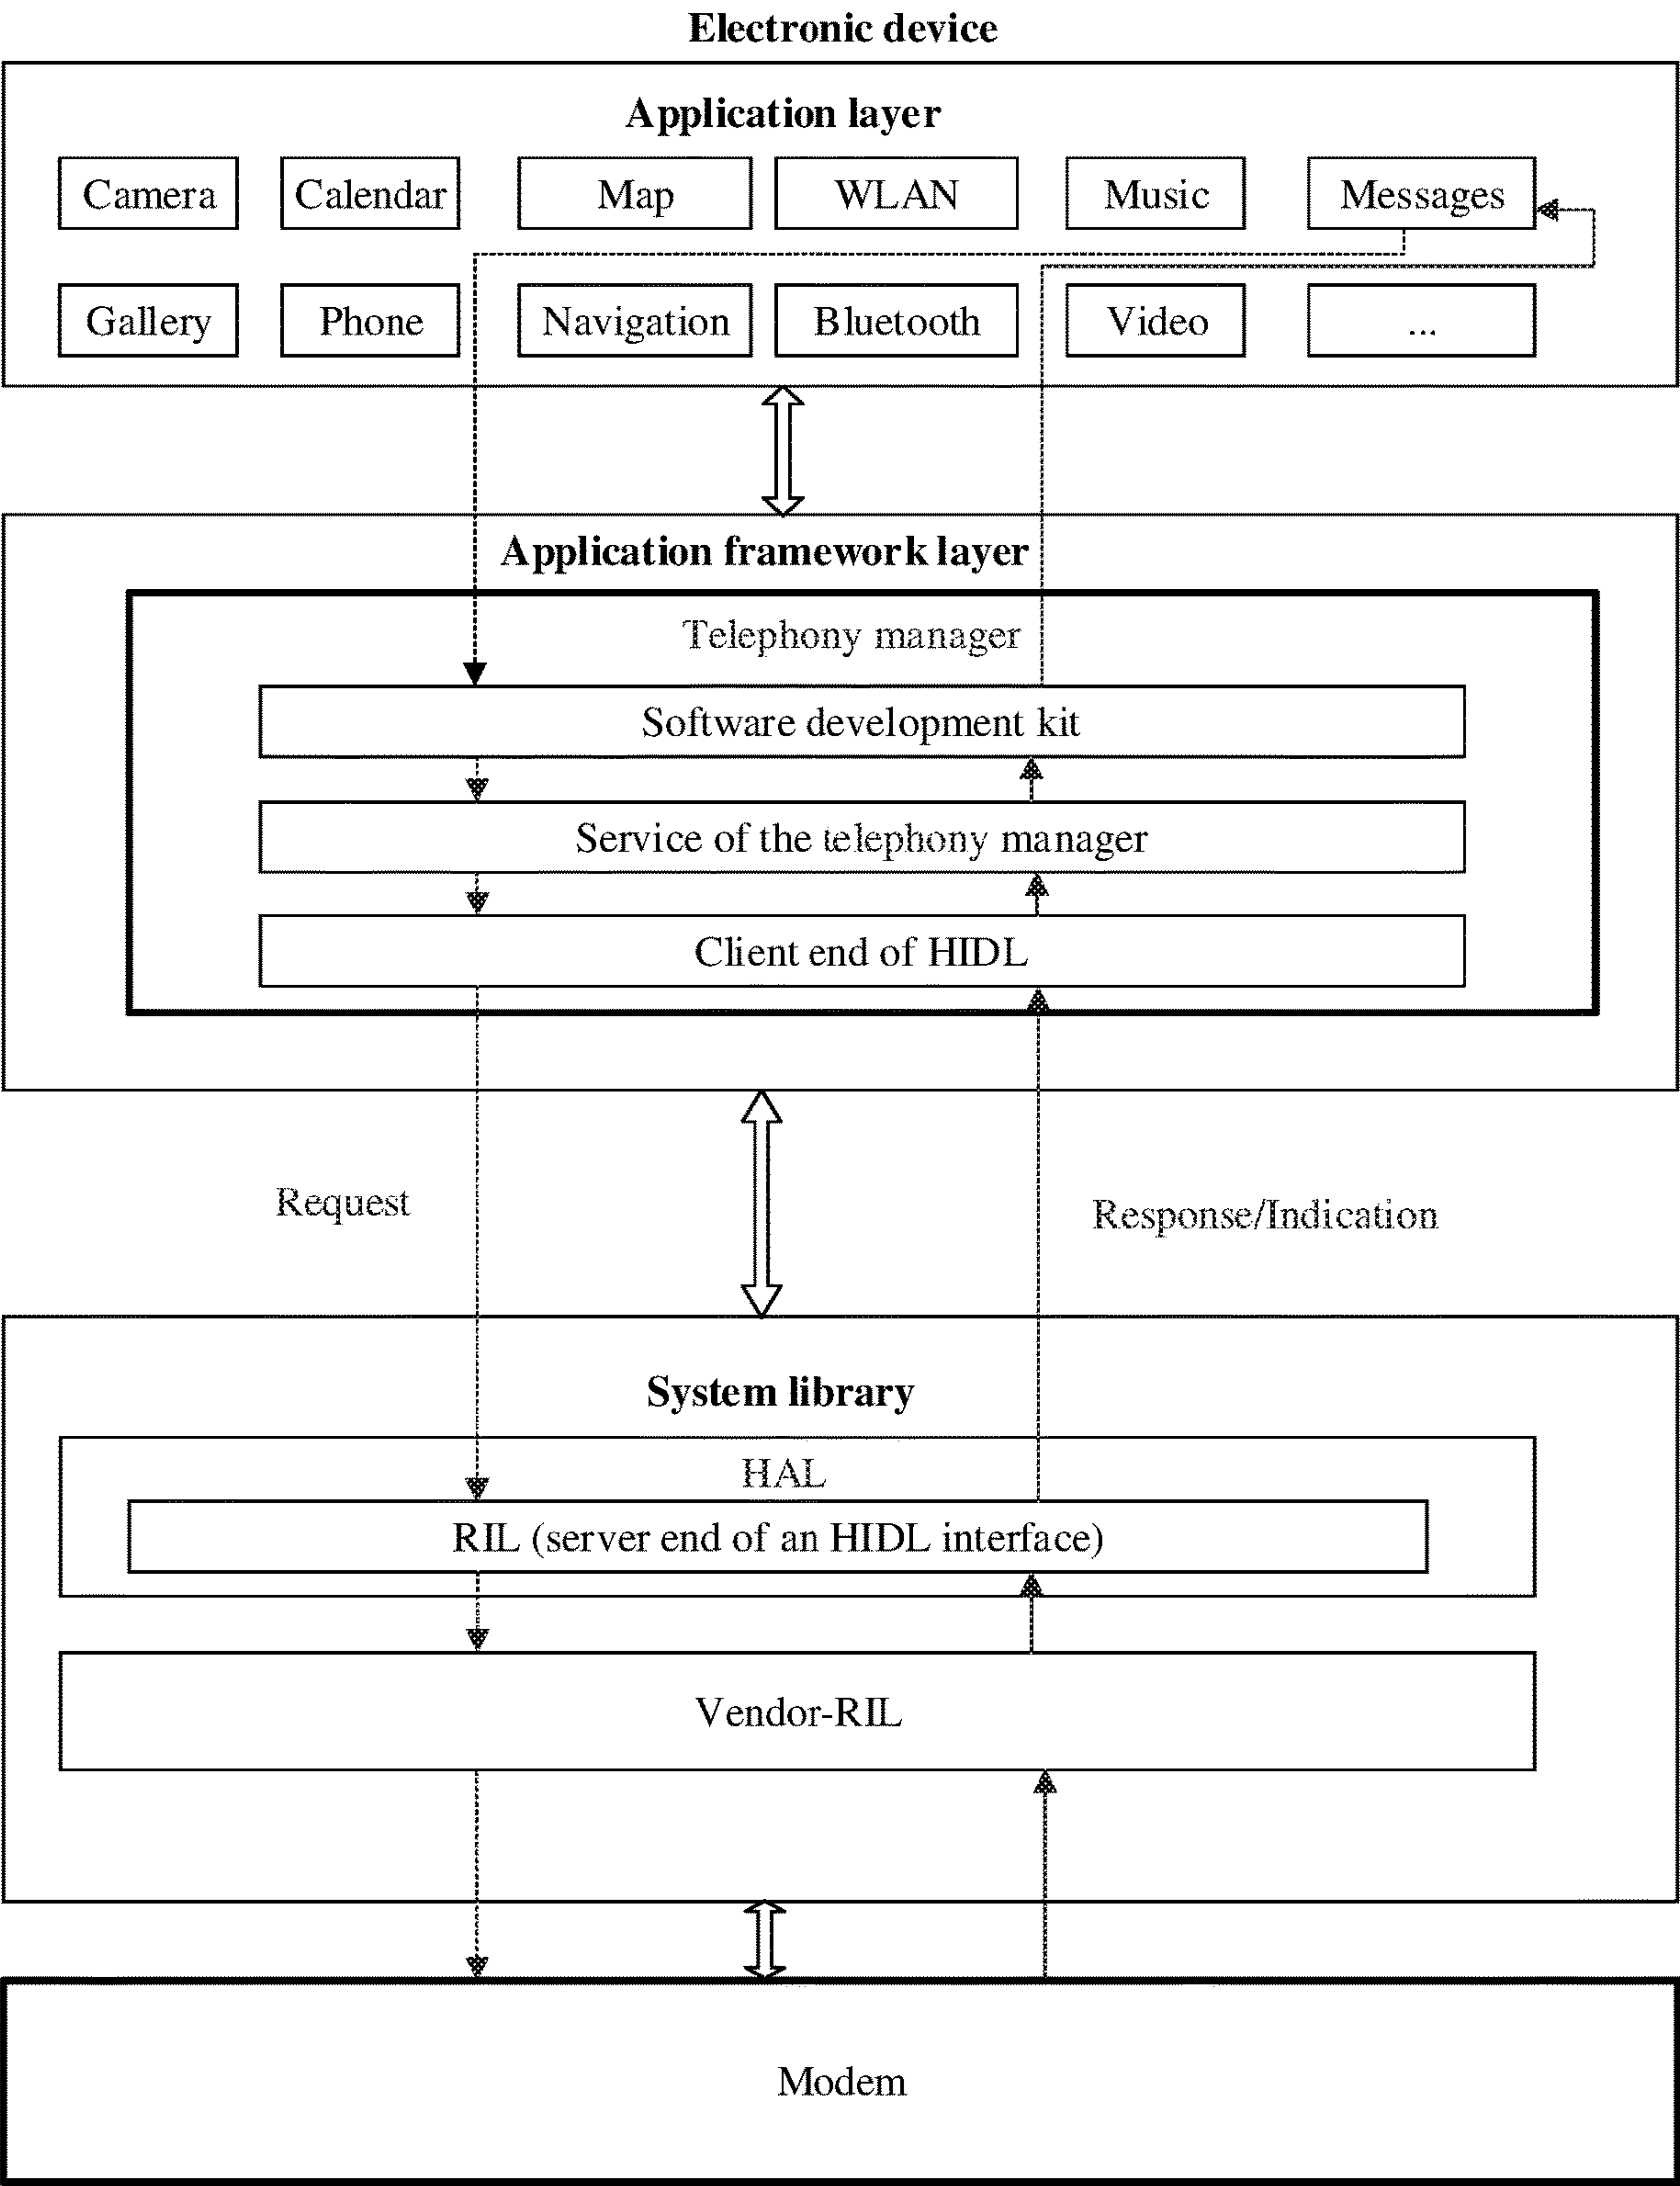 Electronic device
Application layer
Camera Calendar Map WLAN Music Messages
Gallery Phone Navigation Bluetooth Video ...
Application framework layer
Telephony manager
Software development kit
Service of the telephony manager
Client end of HIDL
Request
Response/Indication
System library
HAL
RIL (server end of an HIDL interface)
Vendor-RIL
Modem